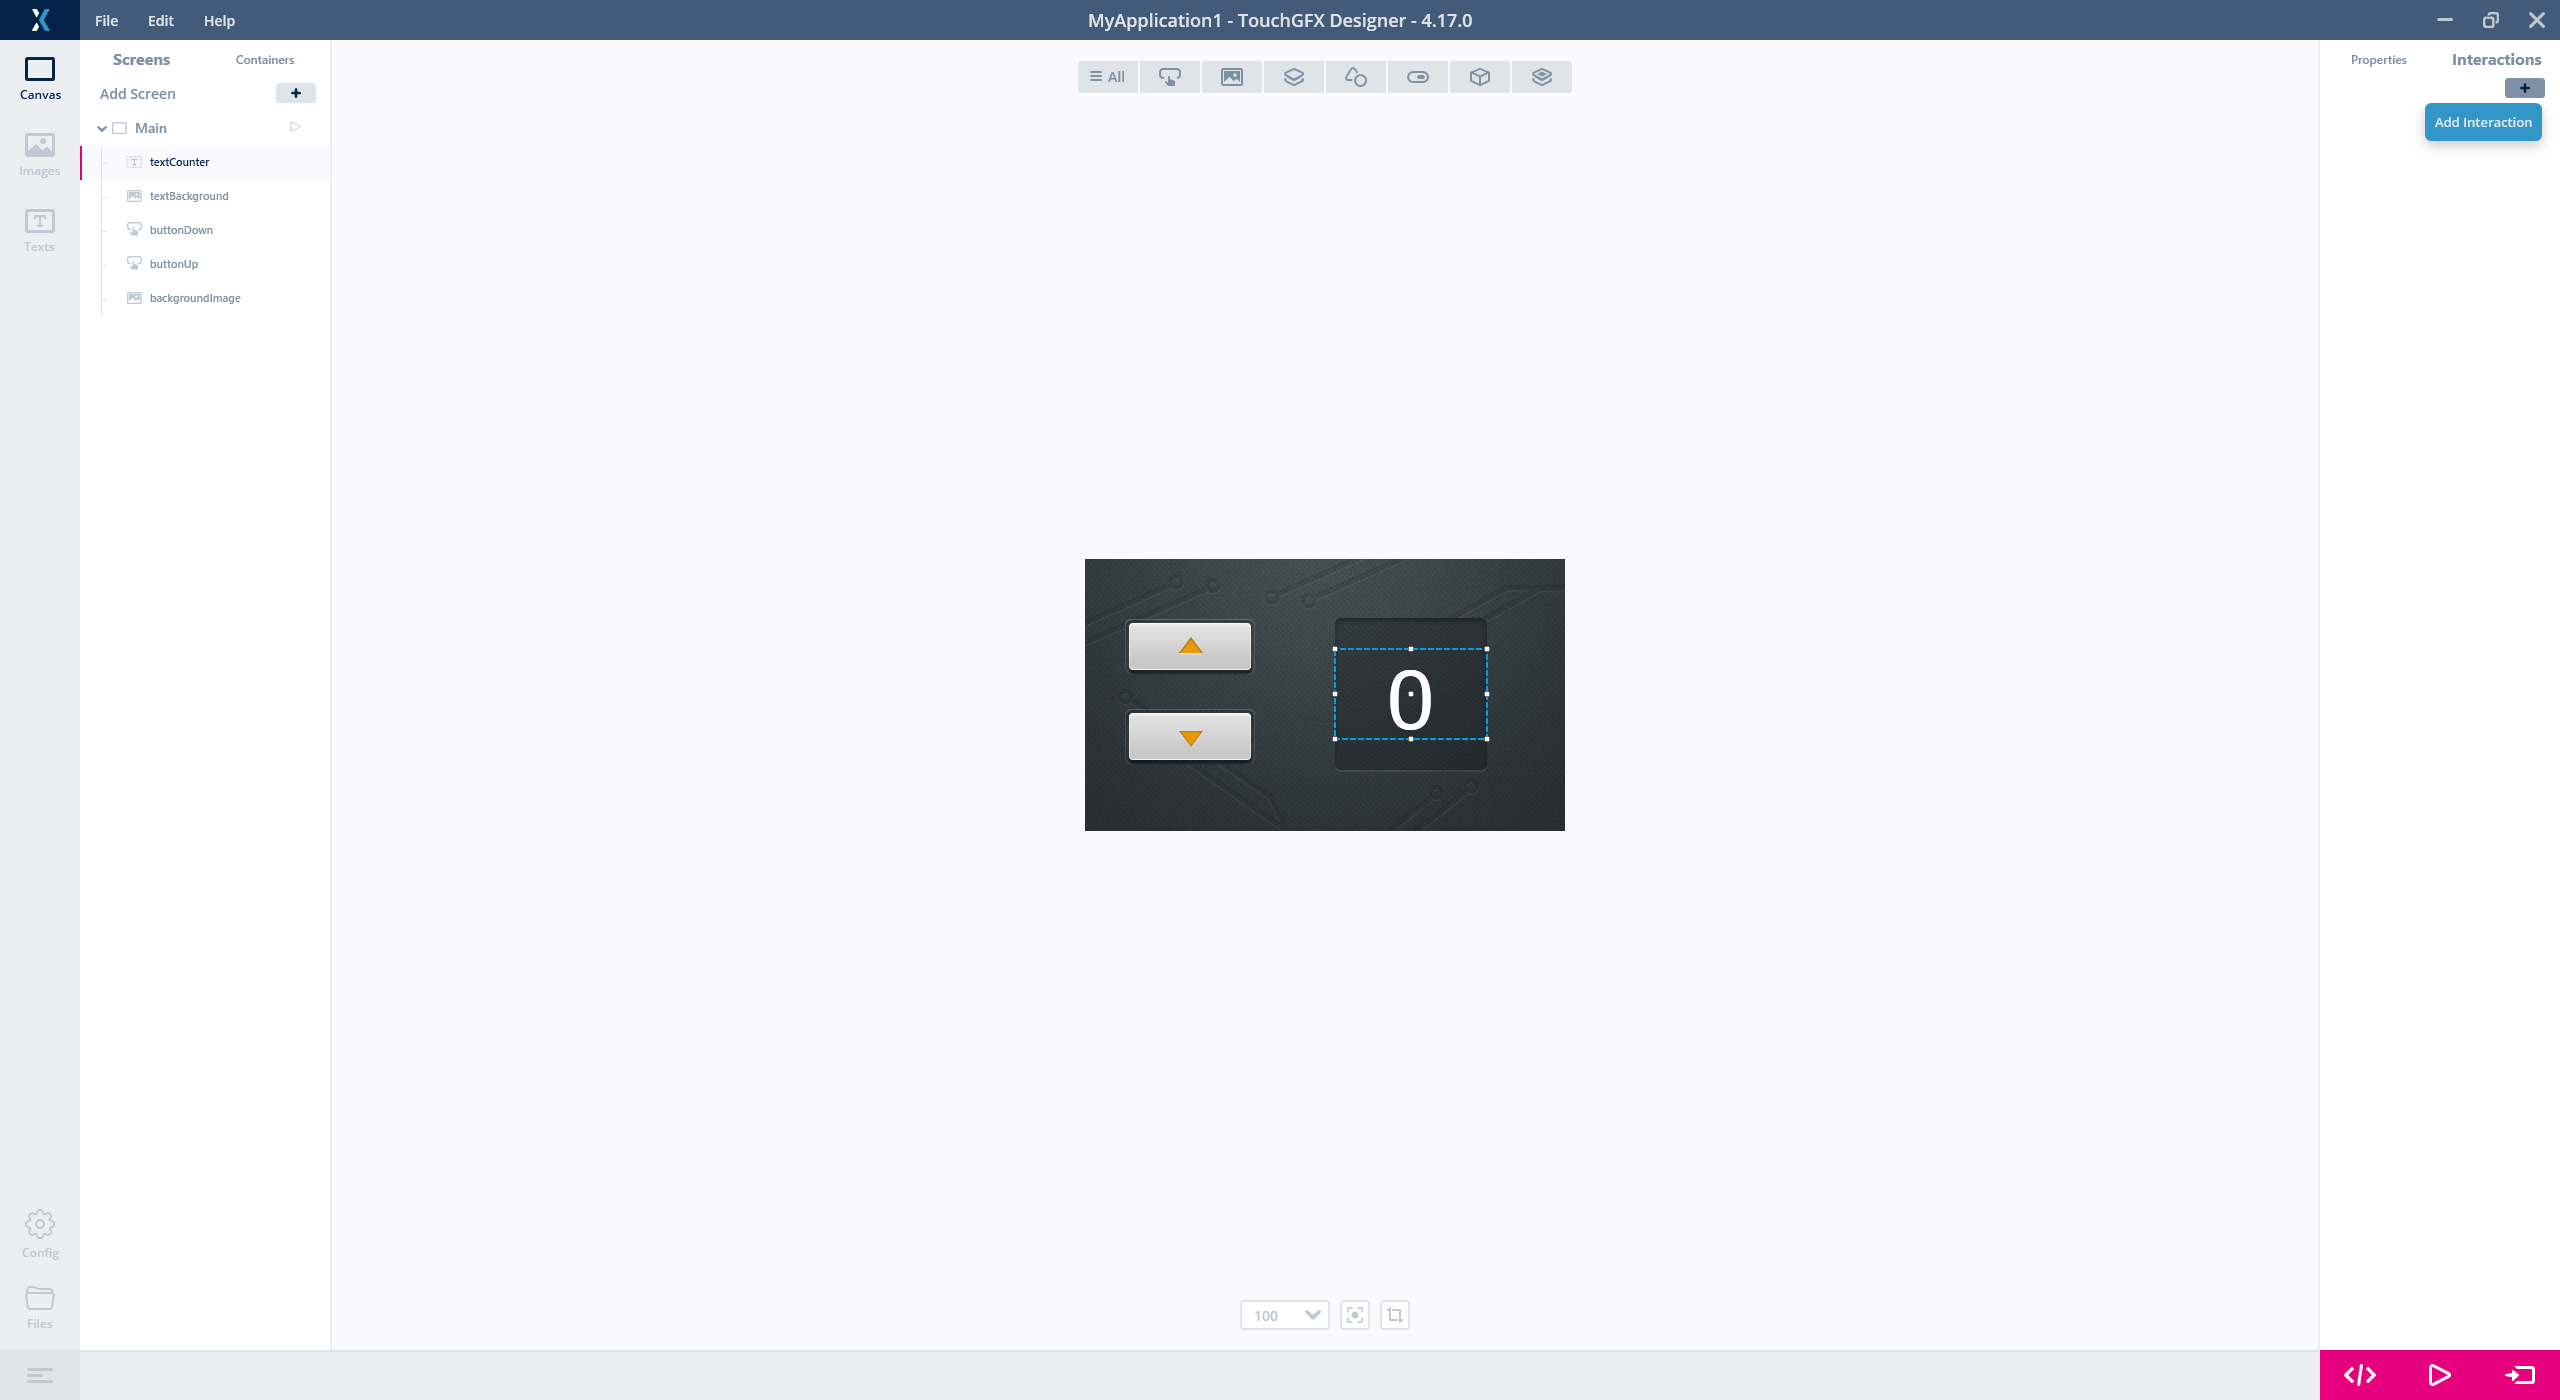 File Edit Help
MyApplication1 - TouchGFX Designer - 4.17.0
Canvas
Images
Texts
Config
Files
Screens Containers
Add Screen
Main
textCounter
textBackground
buttonDown
buttonUp
backgroundImage
All
0
100
Properties Interactions
Add Interaction